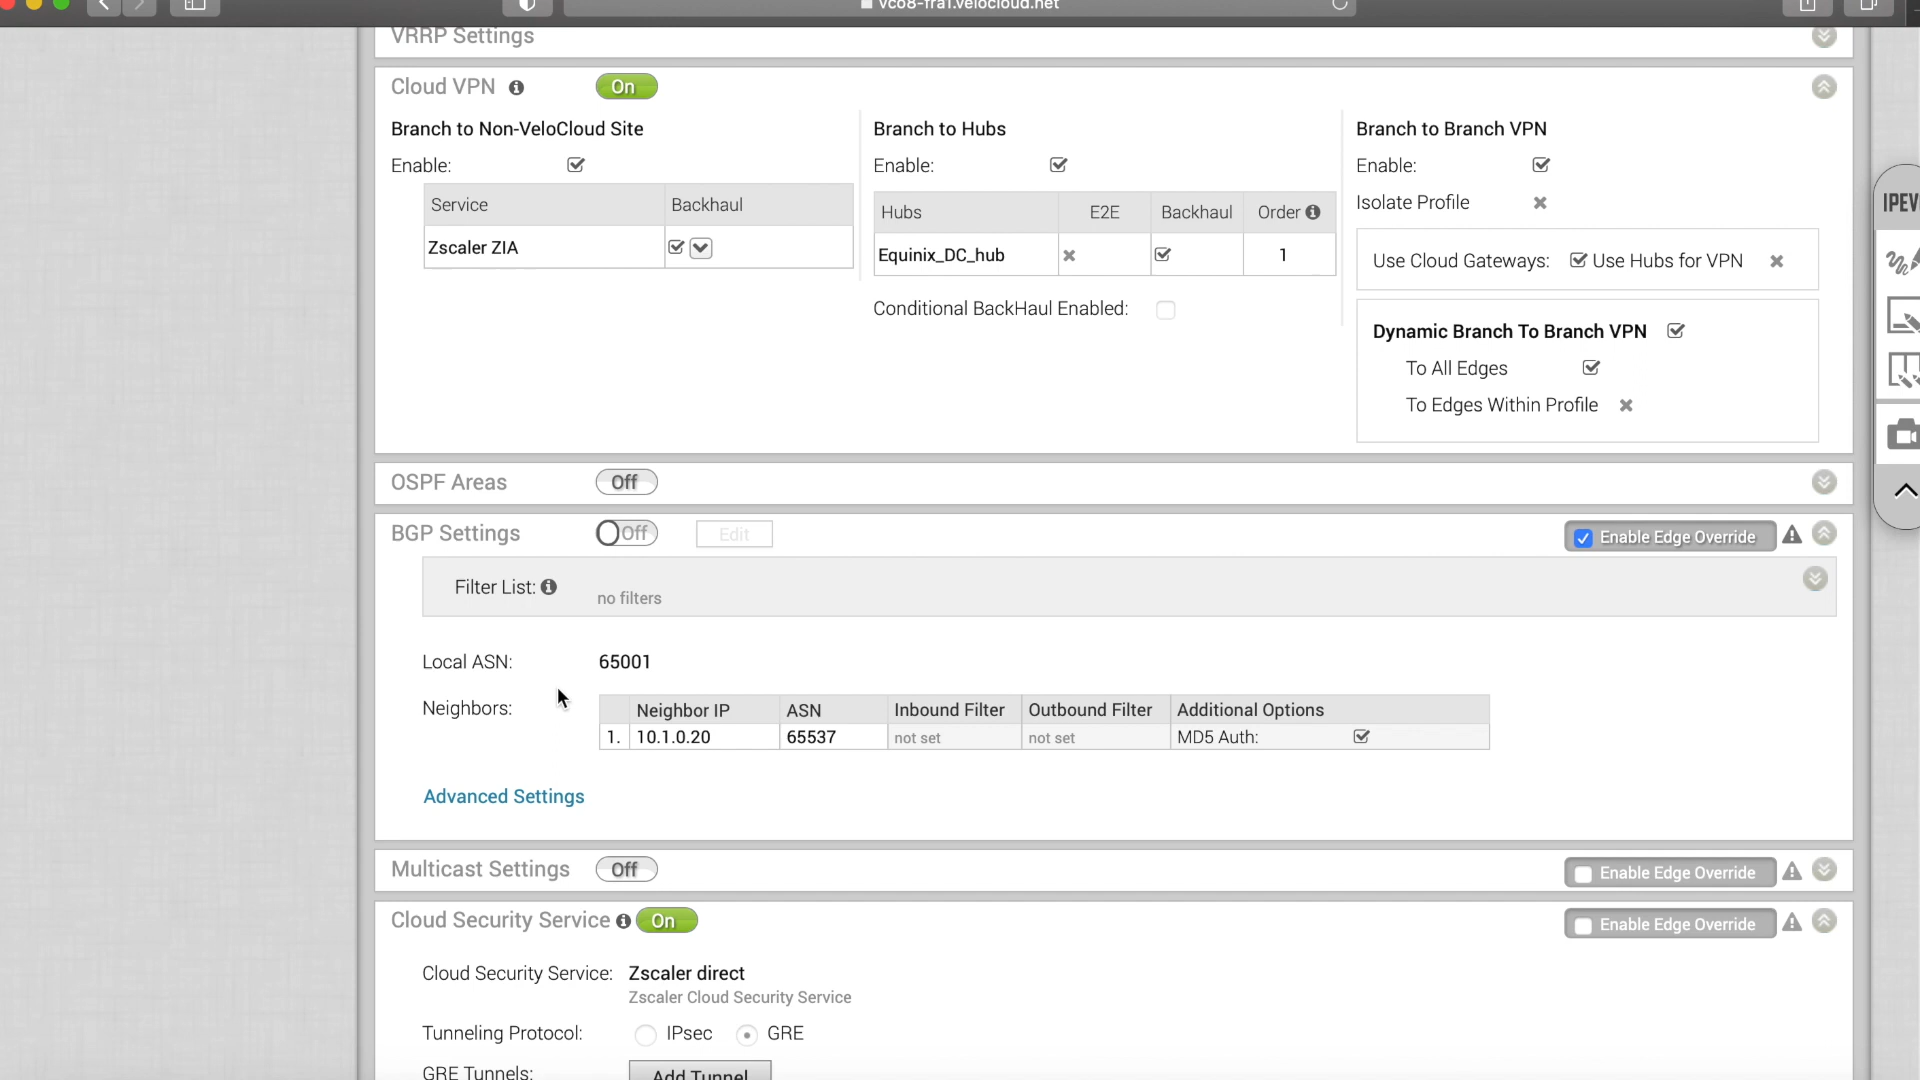 vco8-fra1.velocloud.net
VRRP Settings
Cloud VPN On
Branch to Non-VeloCloud Site
Enable:
Service Backhaul
Zscaler ZIA
Branch to Hubs
Enable:
Hubs E2E Backhaul Order
Equinix_DC_hub 1
Conditional BackHaul Enabled:
Branch to Branch VPN
Enable:
Isolate Profile
Use Cloud Gateways: Use Hubs for VPN
Dynamic Branch To Branch VPN
To All Edges
To Edges Within Profile
OSPF Areas Off
BGP Settings Off Edit Enable Edge Override
Filter List: no filters
Local ASN: 65001
Neighbors:
Neighbor IP ASN Inbound Filter Outbound Filter Additional Options
1. 10.1.0.20 65537 not set not set MD5 Auth:
Advanced Settings
Multicast Settings Off Enable Edge Override
Cloud Security Service On Enable Edge Override
Cloud Security Service: Zscaler direct
Zscaler Cloud Security Service
Tunneling Protocol: IPsec GRE
GRE Tunnels: Add Tunnel
IPEV